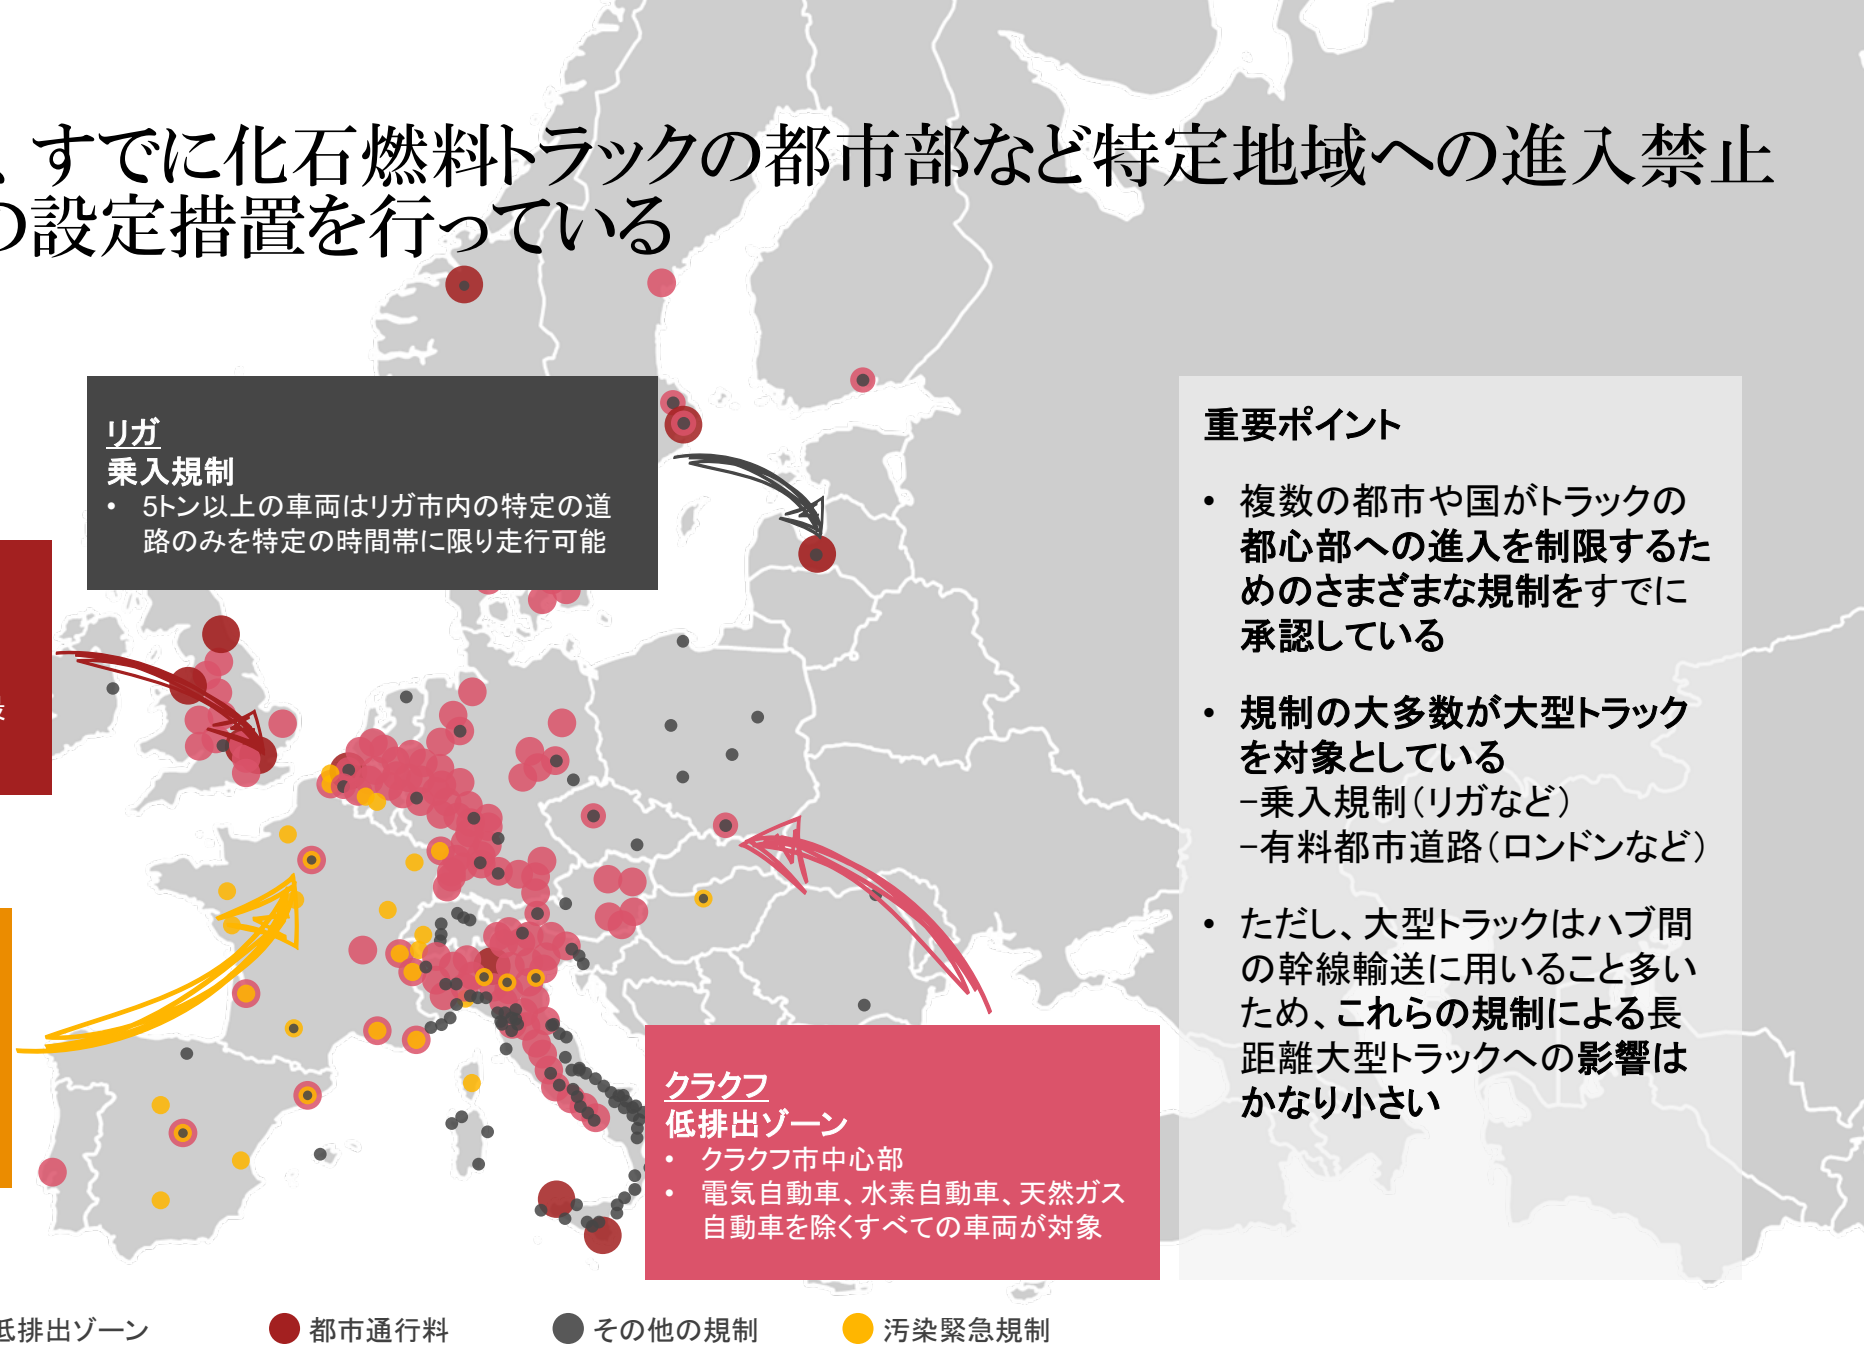 、すでに化石燃料トラックの都市部など特定地域への進入禁止
の設定措置を行っている
リガ
乗入規制
• 5トン以上の車両はリガ市内の特定の道
路のみを特定の時間帯に限り走行可能
重要ポイント
• 複数の都市や国がトラックの
都心部への進入を制限するた
めのさまざまな規制をすでに
承認している
• 規制の大多数が大型トラック
を対象としている
−乗入規制（リガなど）
−有料都市道路（ロンドンなど）
• ただし、大型トラックはハブ間
の幹線輸送に用いること多い
ため、これらの規制による長
距離大型トラックへの影響は
かなり小さい
クラクフ
低排出ゾーン
• クラクフ市中心部
• 電気自動車、水素自動車、天然ガス
自動車を除くすべての車両が対象
低排出ゾーン
都市通行料
その他の規制
汚染緊急規制